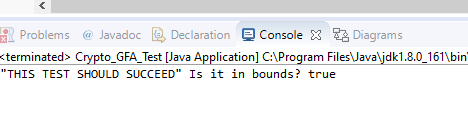 Problems @ Javadoc Declaration Console Diagrams
<terminated> Crypto_GFA_Test [Java Application] C:\Program Files\Java\jdk1.8.0_161\bin\
"THIS TEST SHOULD SUCCEED" Is it in bounds? true